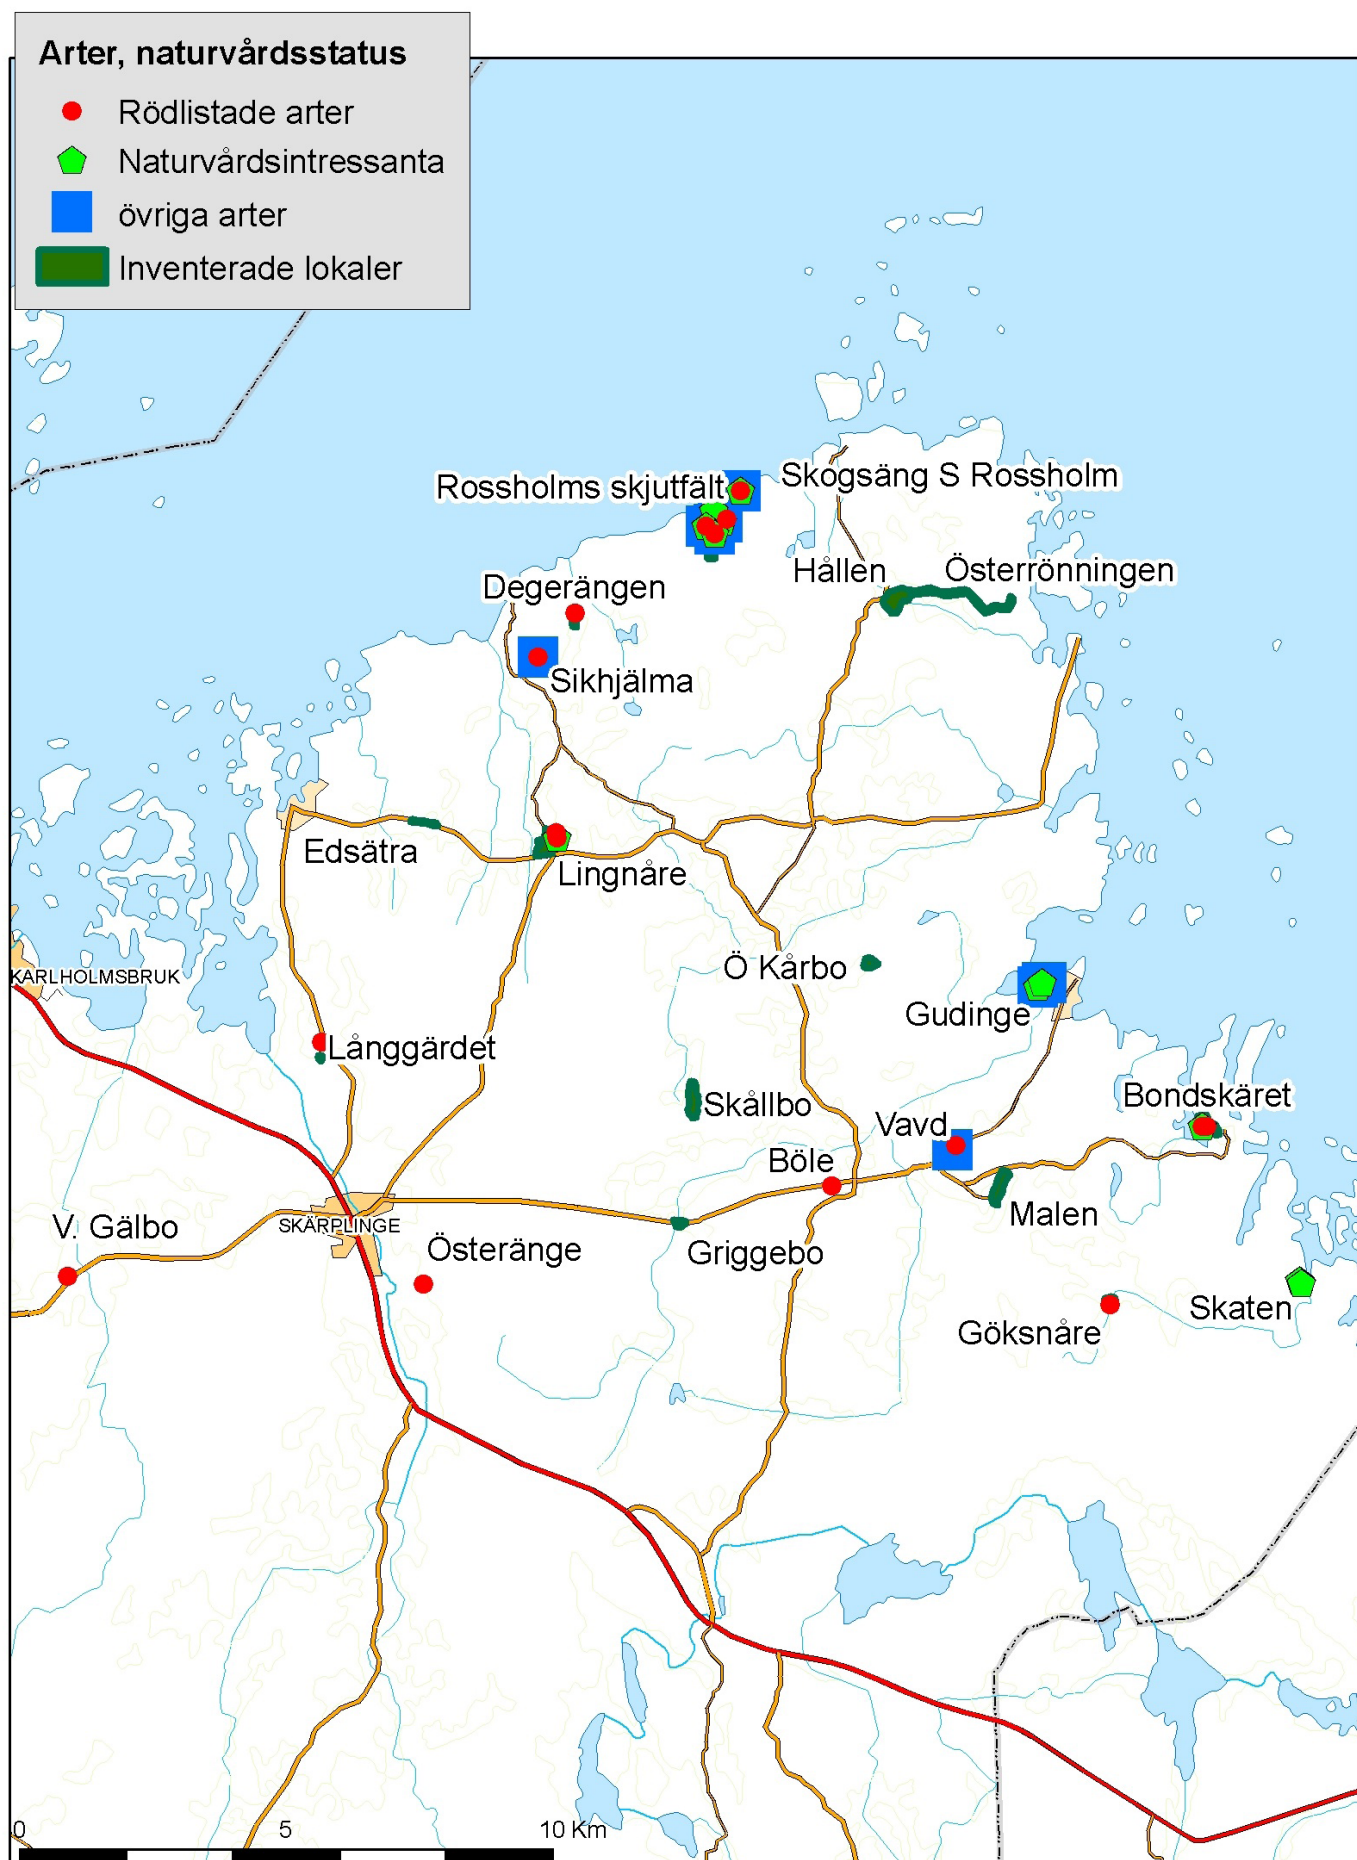 Arter, naturvårdsstatus
Rödlistade arter
Naturvårdsintressanta
övriga arter
Inventerade lokaler
Skogsäng S Rossholm
Rossholms skjutfält
Hållen
Österrönningen
Degerängen
Sikhjälma
Edsätra
Lingnåre
Ö Kårbo
KARLHOLMSBRUK
Gudinge
Långgärdet
Bondskäret
Skållbo
Vavd
Böle
Malen
V. Gälbo
SKÄRPLINGE
Österänge
Griggebo
Skaten
Göksnåre
0 5 10 Km